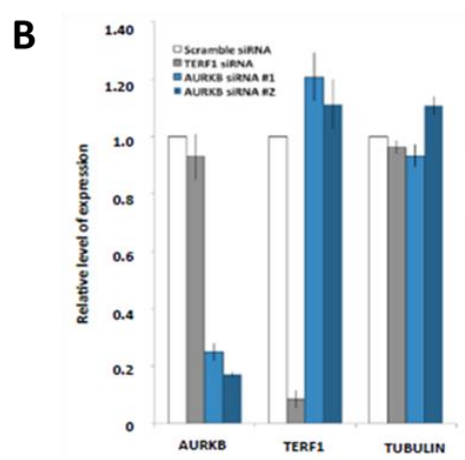 B
1.40
1.20
1.0
0.8
0.6
0.4
0.2
0
Relative level of expression
Scramble siRNA
TERF1 siRNA
AURKB siRNA #1
AURKB siRNA #2
AURKB
TERF1
TUBULIN